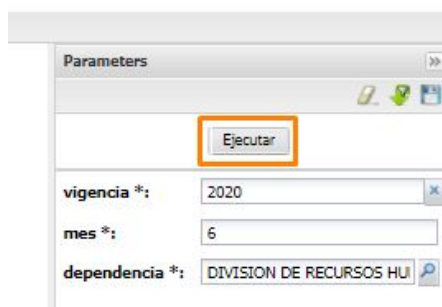 Parameters
Ejecutar
vigencia *: 2020
mes *: 6
dependencia *: DIVISION DE RECURSOS HU